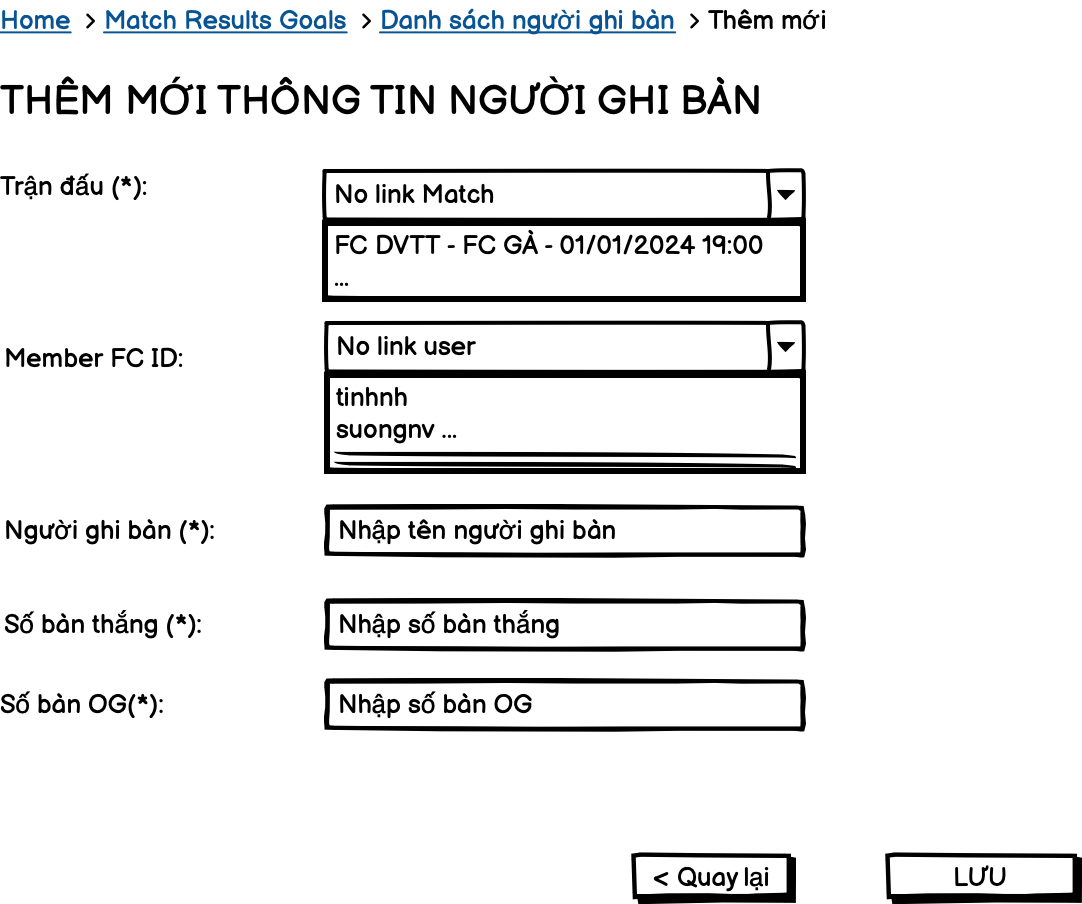 Home > Match Results Goals > Danh sách người ghi bàn > Thêm mới
THÊM MỚI THÔNG TIN NGƯỜI GHI BÀN
Trận đấu (*):
No link Match
FC DVTT - FC GÀ - 01/01/2024 19:00
...
Member FC ID:
No link user
tinhnh
suongnv ...
Người ghi bàn (*):
Nhập tên người ghi bàn
Số bàn thắng (*):
Nhập số bàn thắng
Số bàn OG(*):
Nhập số bàn OG
< Quay lại
LƯU